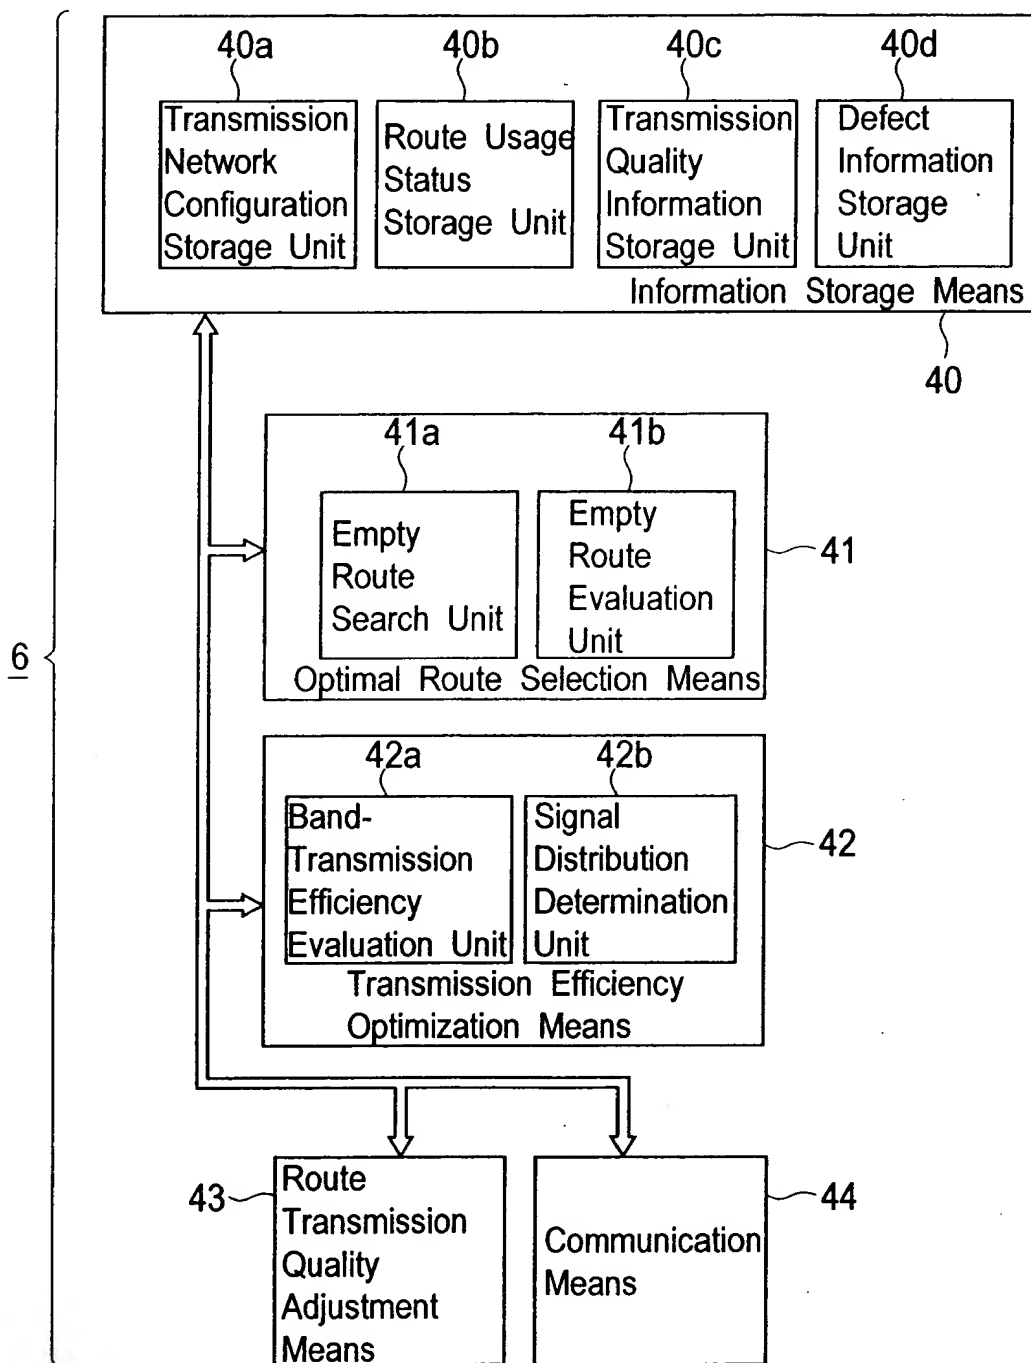 40a
40b
40c
40d
Transmission
Network
Configuration
Storage Unit
Route Usage
Status
Storage Unit
Transmission
Quality
Information
Storage Unit
Defect
Information
Storage
Unit
Information Storage Means
40
41a
41b
Empty
Route
Search Unit
Empty
Route
Evaluation
Unit
Optimal Route Selection Means
41
6
42a
42b
Band-
Transmission
Efficiency
Evaluation Unit
Signal
Distribution
Determination
Unit
Transmission Efficiency
Optimization Means
42
43
Route
Transmission
Quality
Adjustment
Means
Communication
Means
44